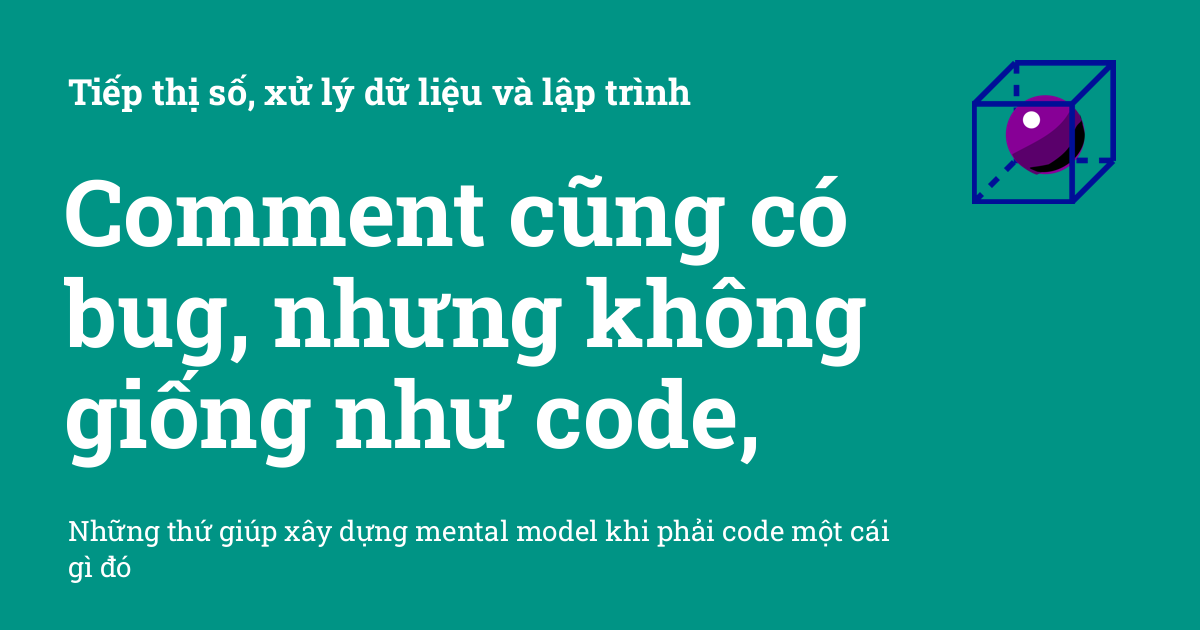 Tiếp thị số, xử lý dữ liệu và lập trình
Comment cũng có
bug, nhưng không
giống như code,
Những thứ giúp xây dựng mental model khi phải code một cái
gì đó